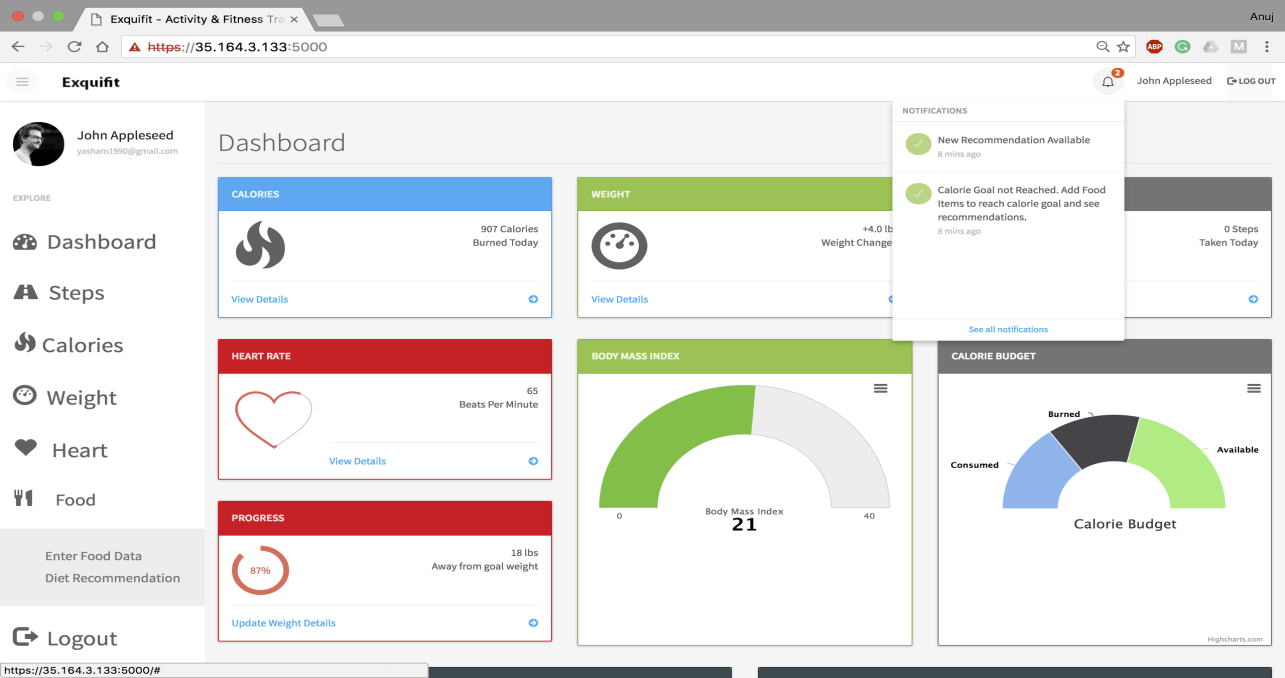 Exquifit - Activity & Fitness Tra
Anuj
https://35.164.3.133:5000
ABP
G
M
Exquifit
2
John Appleseed
LOG OUT
John Appleseed
yasham1990@gmail.com
EXPLORE
Dashboard
Steps
Calories
Weight
Heart
Food
Enter Food Data
Diet Recommendation
Logout
https://35.164.3.133:5000/#
Dashboard
NOTIFICATIONS
New Recommendation Available
8 mins ago
Calorie Goal not Reached. Add Food
Items to reach calorie goal and see
recommendations.
8 mins ago
See all notifications
CALORIES
907 Calories
Burned Today
View Details
WEIGHT
+4.0 lb
Weight Change
View Details
0 Steps
Taken Today
HEART RATE
65
Beats Per Minute
View Details
BODY MASS INDEX
0
Body Mass Index
21
40
CALORIE BUDGET
Burned
Consumed
Available
Calorie Budget
Highcharts.com
PROGRESS
87%
18 lbs
Away from goal weight
Update Weight Details